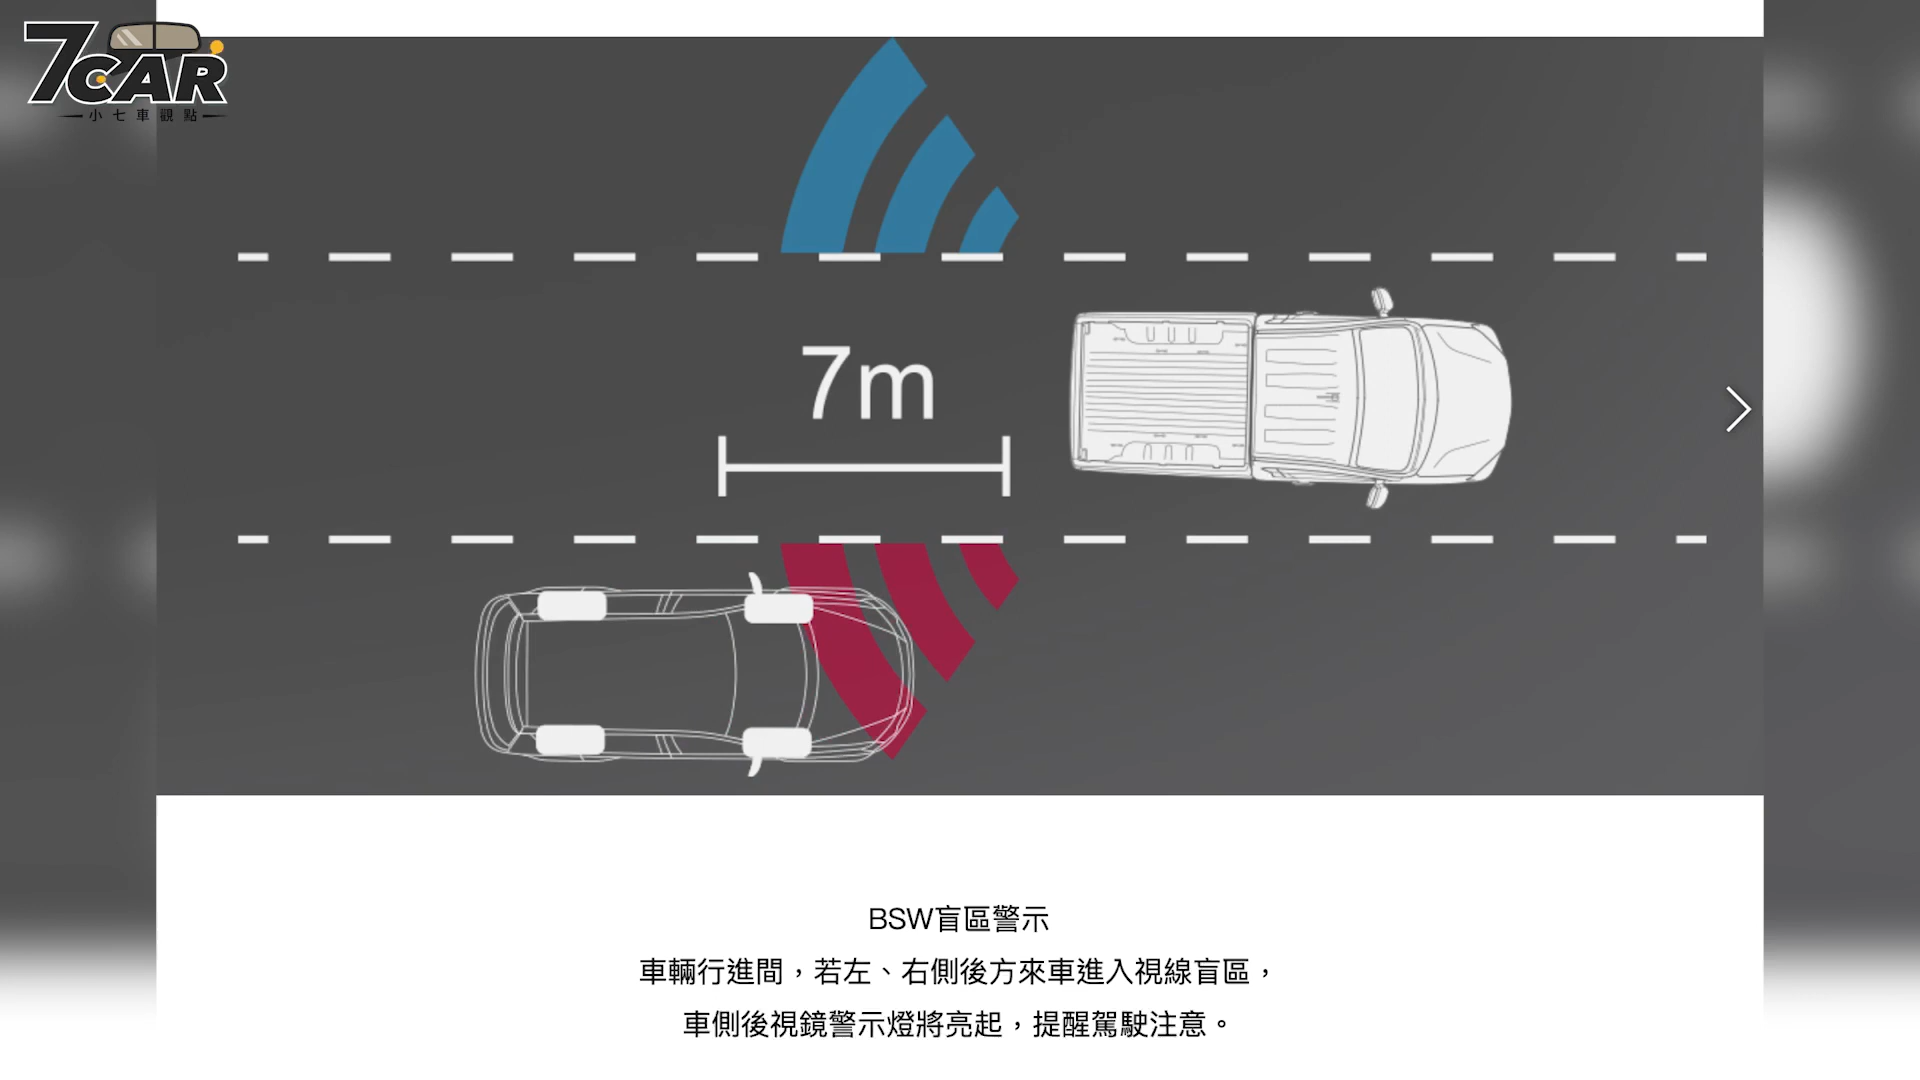 7CAR
小七車觀點
7m
BSW盲區警示
車輛行進間，若左、右側後方來車進入視線盲區，
車側後視鏡警示燈將亮起，提醒駕駛注意。